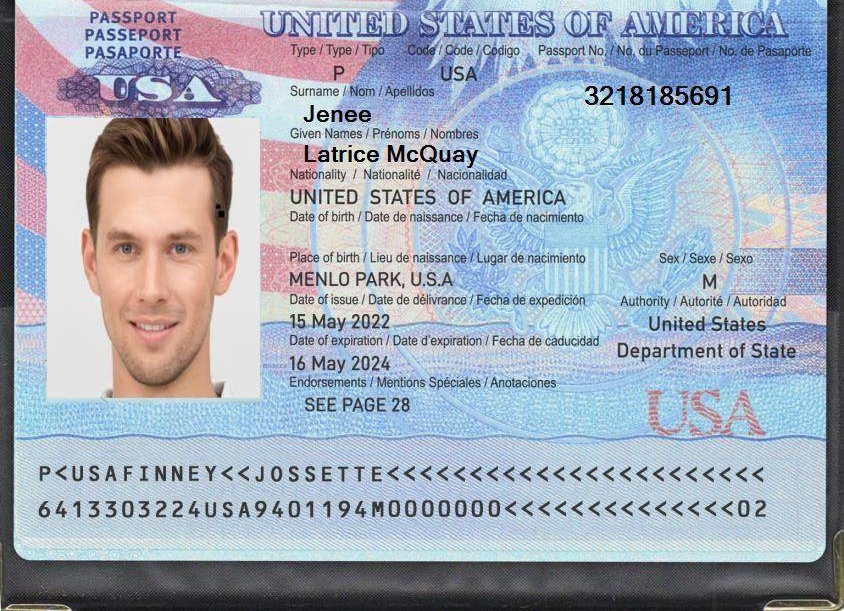 PASSPORT
PASSEPORT
PASAPORTE
USA
UNITED STATES OF AMERICA
Type / Type / Tipo Code / Code / Codigo Passport No. / No. du Passeport / No. de Pasaporte
P USA
Surname / Nom / Apellidos
3218185691
Jenee
Given Names / Prénoms / Nombres
Latrice McQuay
Nationality / Nationalité / Nacionalidad
UNITED STATES OF AMERICA
Date of birth / Date de naissance / Fecha de nacimiento
Place of birth / Lieu de naissance / Lugar de nacimiento Sex / Sexe / Sexo
MENLO PARK, U.S.A M
Date of issue / Date de délivrance / Fecha de expedición Authority / Autorité / Autoridad
15 May 2022 United States
Date of expiration / Date d'expiration / Fecha de caducidad
Department of State
16 May 2024
Endorsements / Mentions Spéciales / Anotaciones
SEE PAGE 28
USA
P<USAFINNEY<<JOSSETTE<<<<<<<<<<<<<<<<<<<<<<<
6413303224USA9401194M0000000<<<<<<<<<<<<<<02